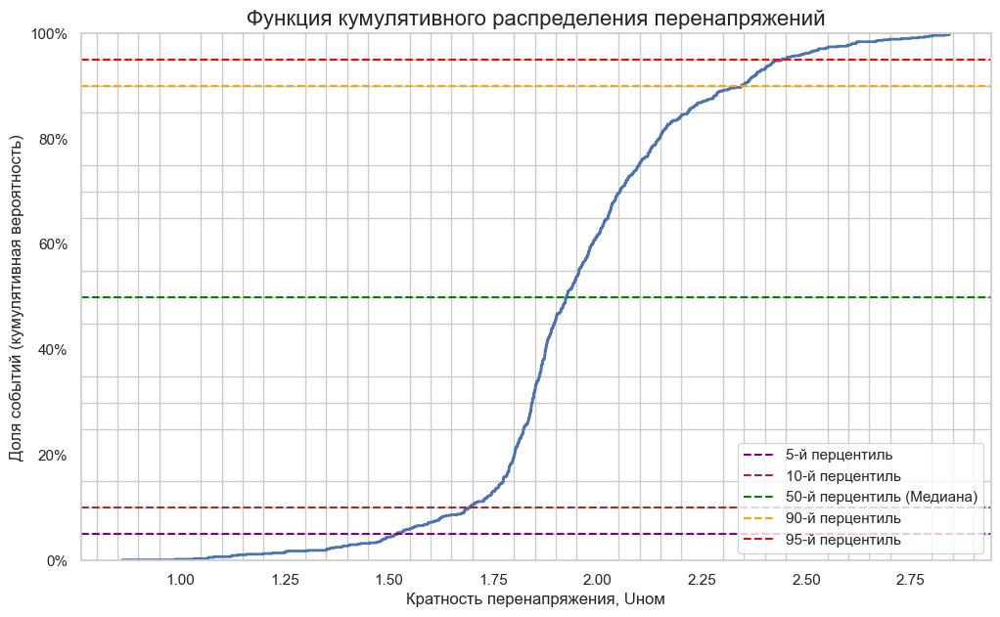 Функция кумулятивного распределения перенапряжений
100%
80%
60%
40%
20%
0%
Доля событий (кумулятивная вероятность)
5-й перцентиль
10-й перцентиль
50-й перцентиль (Медиана)
90-й перцентиль
95-й перцентиль
1.00 1.25 1.50 1.75 2.00 2.25 2.50 2.75
Кратность перенапряжения, Uном